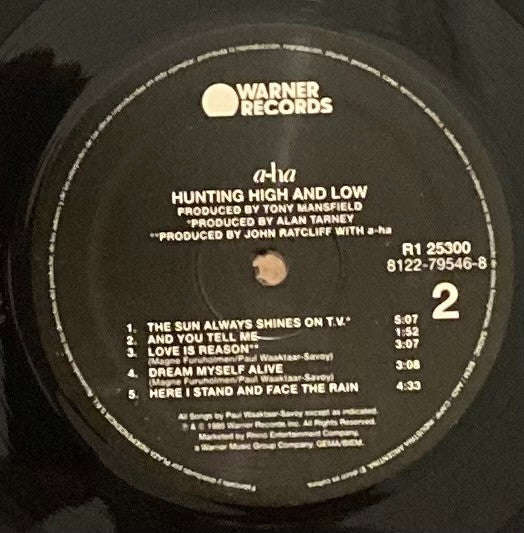 WARNER
RECORDS
a-ha
HUNTING HIGH AND LOW
PRODUCED BY TONY MANSFIELD
*PRODUCED BY ALAN TARNEY
**PRODUCED BY JOHN RATCLIFF WITH a-ha
R1 25300
8122-79546-8
2
1. THE SUN ALWAYS SHINES ON T.V.* 5:07
2. AND YOU TELL ME 1:52
3. LOVE IS REASON** 3:07
(Magne Furuholmen/Paul Waaktaar-Savoy)
4. DREAM MYSELF ALIVE 3:08
(Magne Furuholmen/Paul Waaktaar-Savoy)
5. HERE I STAND AND FACE THE RAIN 4:33
All Songs by Paul Waaktaar-Savoy except as indicated.
℗ & © 1985 Warner Records Inc. All Rights Reserved.
Marketed by Rhino Entertainment Company,
a Warner Music Group Company. GEMA/BIEM.
INDUSTRIA ARGENTINA